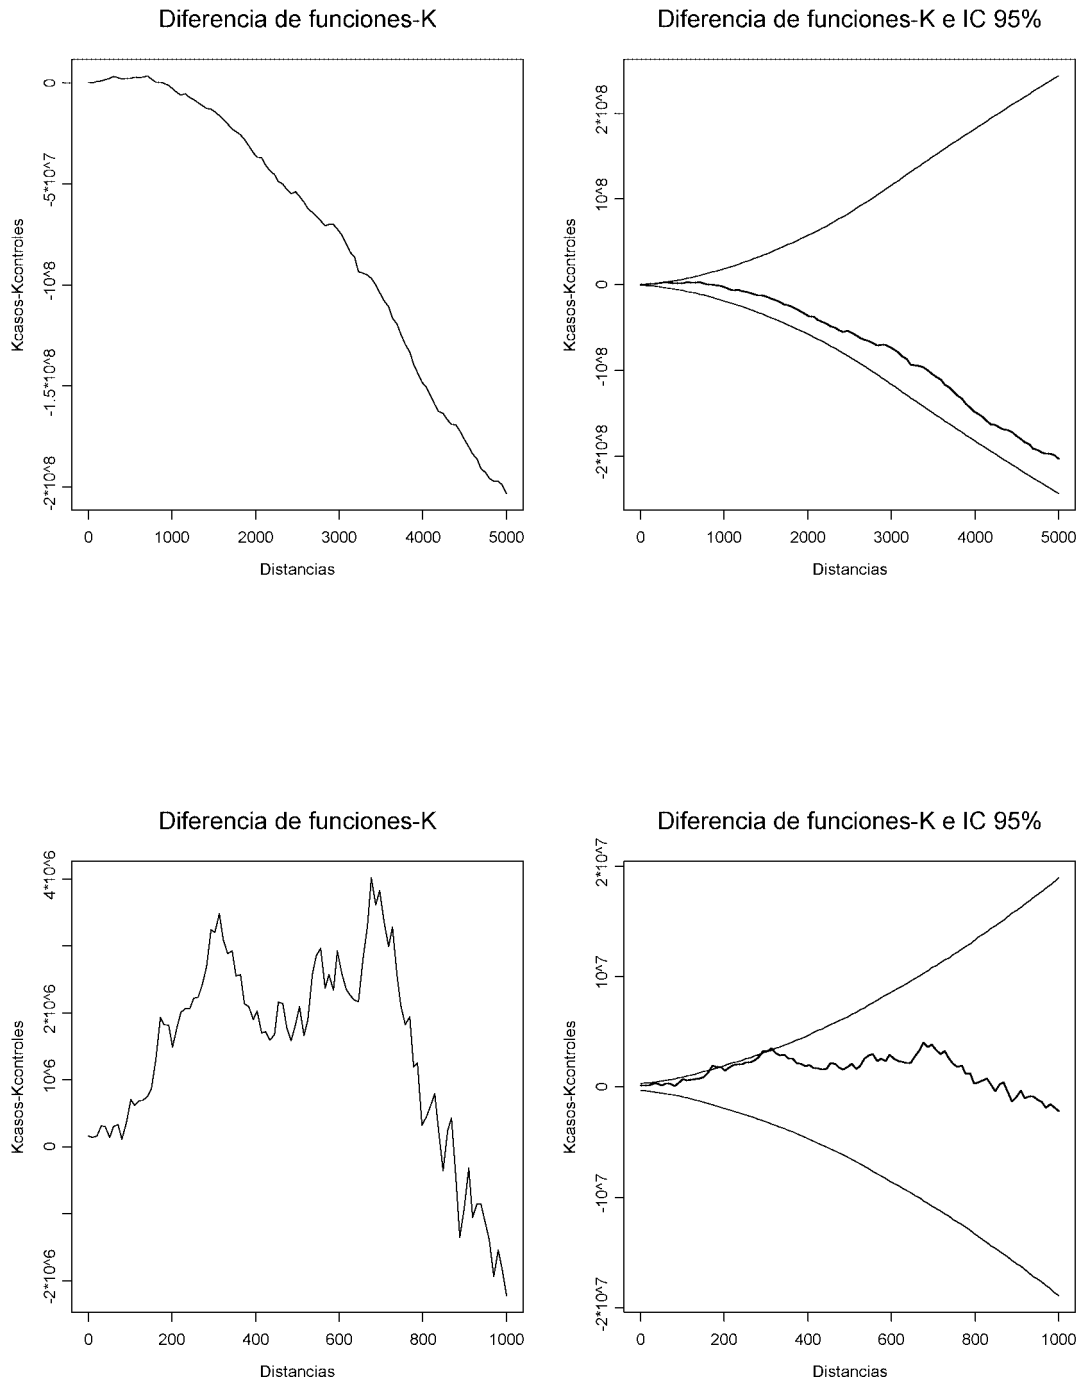 Diferencia de funciones-K
Kcasos-Kcontroles
0
-5*10^7
-10^8
-1.5*10^8
-2*10^8
0 1000 2000 3000 4000 5000
Distancias
Diferencia de funciones-K e IC 95%
Kcasos-Kcontroles
2*10^8
10^8
0
-10^8
-2*10^8
0 1000 2000 3000 4000 5000
Distancias
Diferencia de funciones-K
Kcasos-Kcontroles
4*10^6
2*10^6
10^6
0
-2*10^6
0 200 400 600 800 1000
Distancias
Diferencia de funciones-K e IC 95%
Kcasos-Kcontroles
2*10^7
10^7
0
-10^7
-2*10^7
0 200 400 600 800 1000
Distancias